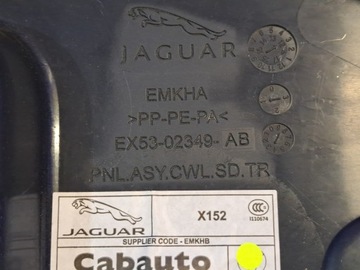 JAGUAR
EMKHA
>PP-PE-PA<
EX53-02349- AB
PNL.ASY.CWL.SD.TR
X152
JAGUAR
SUPPLIER CODE - EMKHB
Cabauto